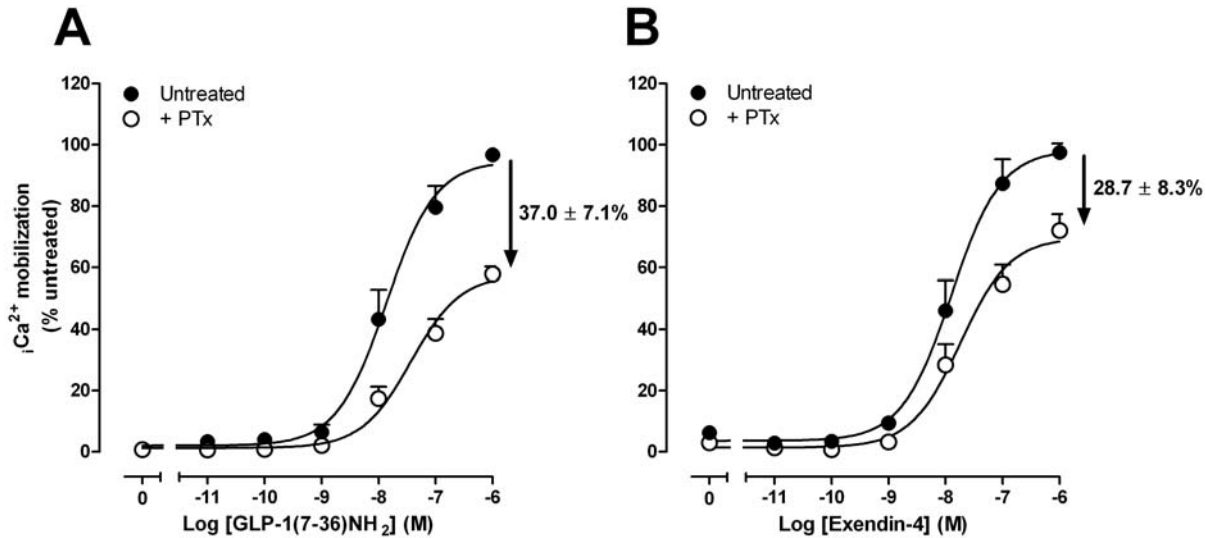 A
120
100
80
60
40
20
0
iCa2+ mobilization
(% untreated)
Untreated
+ PTx
37.0 ± 7.1%
0 -11 -10 -9 -8 -7 -6
Log [GLP-1(7-36)NH2] (M)
B
120
100
80
60
40
20
0
Untreated
+ PTx
28.7 ± 8.3%
0 -11 -10 -9 -8 -7 -6
Log [Exendin-4] (M)